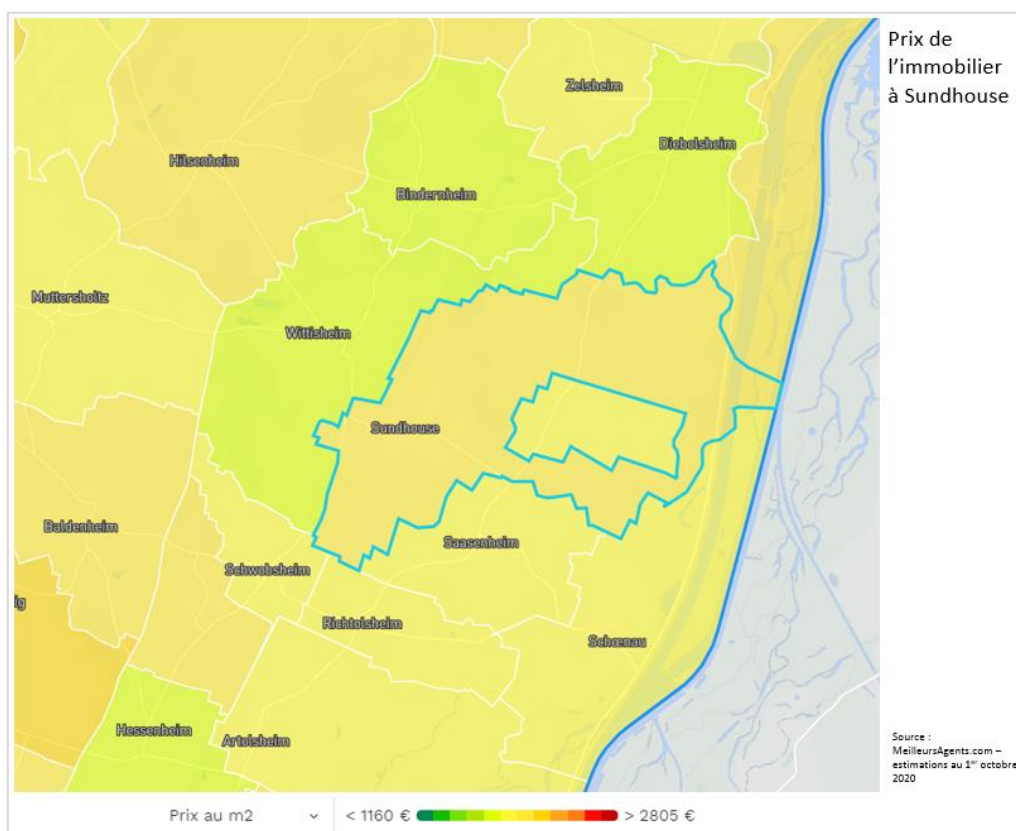 Prix de
l'immobilier
à Sundhouse
Zelsheim
Diebolsheim
Hilsenheim
Bindernheim
Muttersholtz
Wittisheim
Sundhouse
Baldenheim
Saasenheim
Schwobsheim
ig
Richtolsheim
Schœnau
Hessenheim
Artolsheim
Source :
MeilleursAgents.com –
estimations au 1er octobre
2020
Prix au m2 < 1160 € > 2805 €